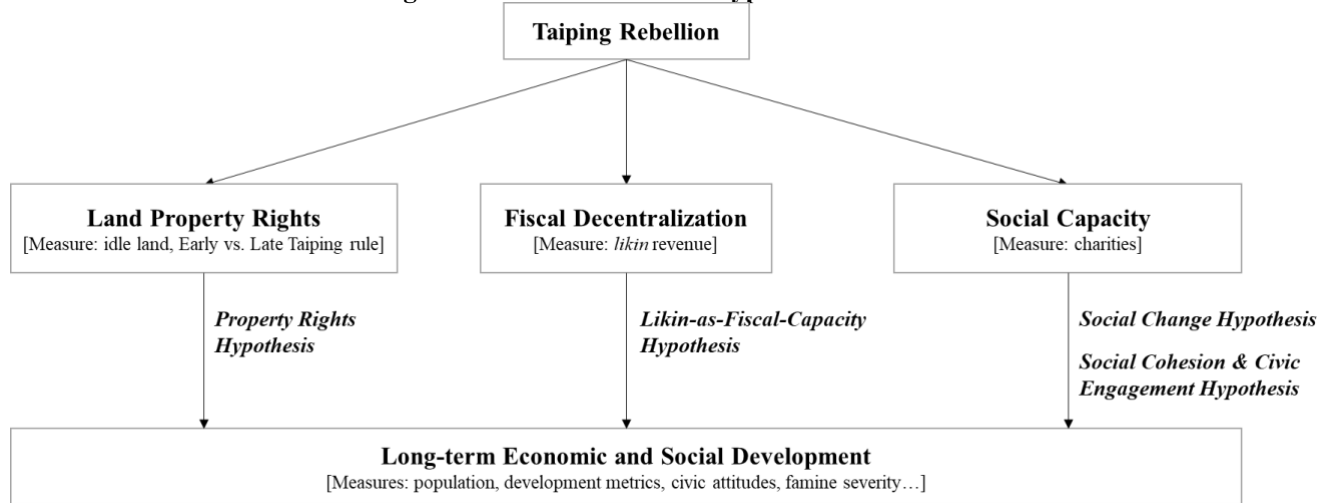 Taiping Rebellion
Land Property Rights
[Measure: idle land, Early vs. Late Taiping rule]
Fiscal Decentralization
[Measure: likin revenue]
Social Capacity
[Measure: charities]
Property Rights
Hypothesis
Likin-as-Fiscal-Capacity
Hypothesis
Social Change Hypothesis
Social Cohesion & Civic
Engagement Hypothesis
Long-term Economic and Social Development
[Measures: population, development metrics, civic attitudes, famine severity…]